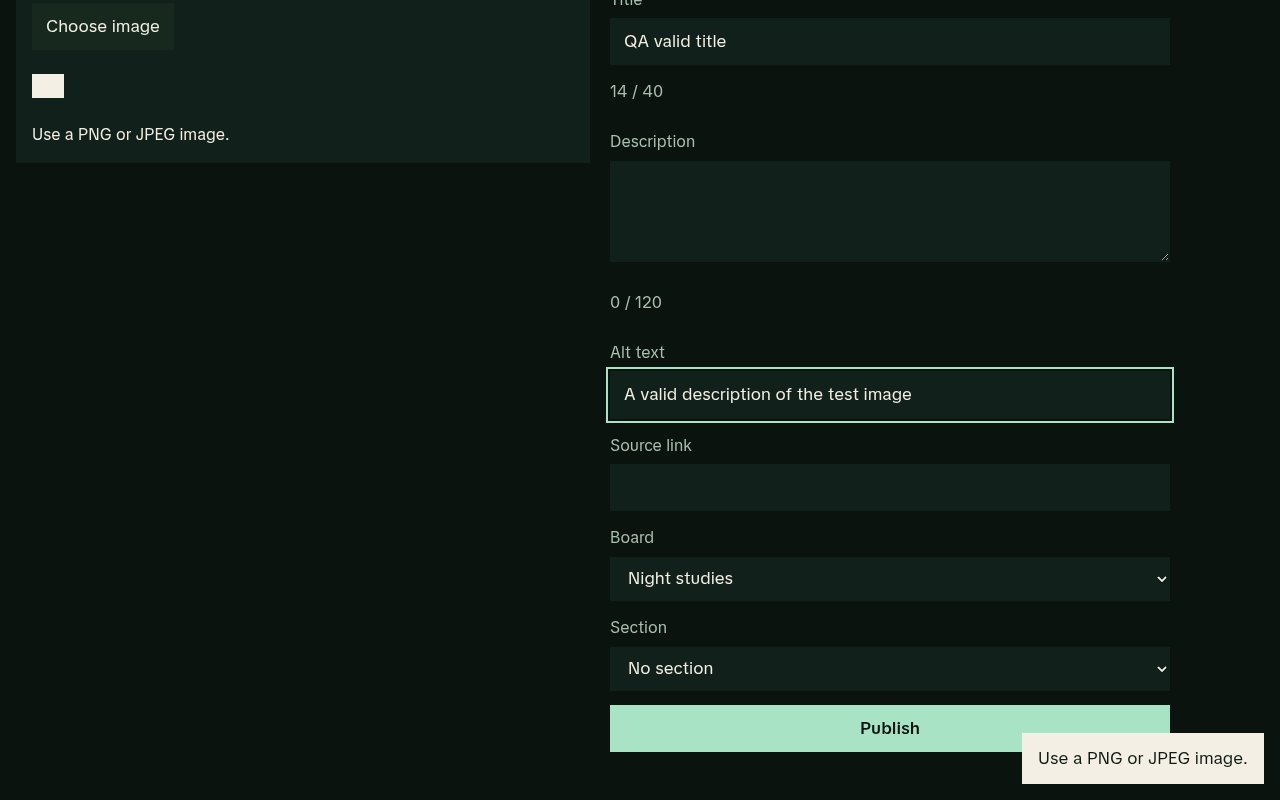 Choose image
Use a PNG or JPEG image.
Title
QA valid title
14 / 40
Description
0 / 120
Alt text
A valid description of the test image
Source link
Board
Night studies
Section
No section
Publish
Use a PNG or JPEG image.